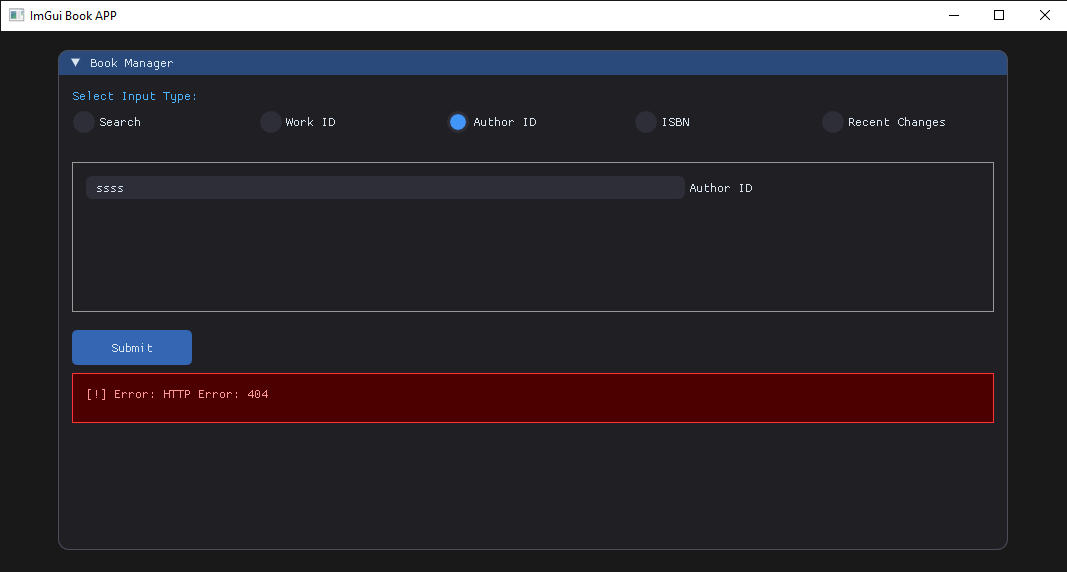 ImGui Book APP
Book Manager
Select Input Type:
Search Work ID Author ID ISBN Recent Changes
ssss Author ID
Submit
[!] Error: HTTP Error: 404